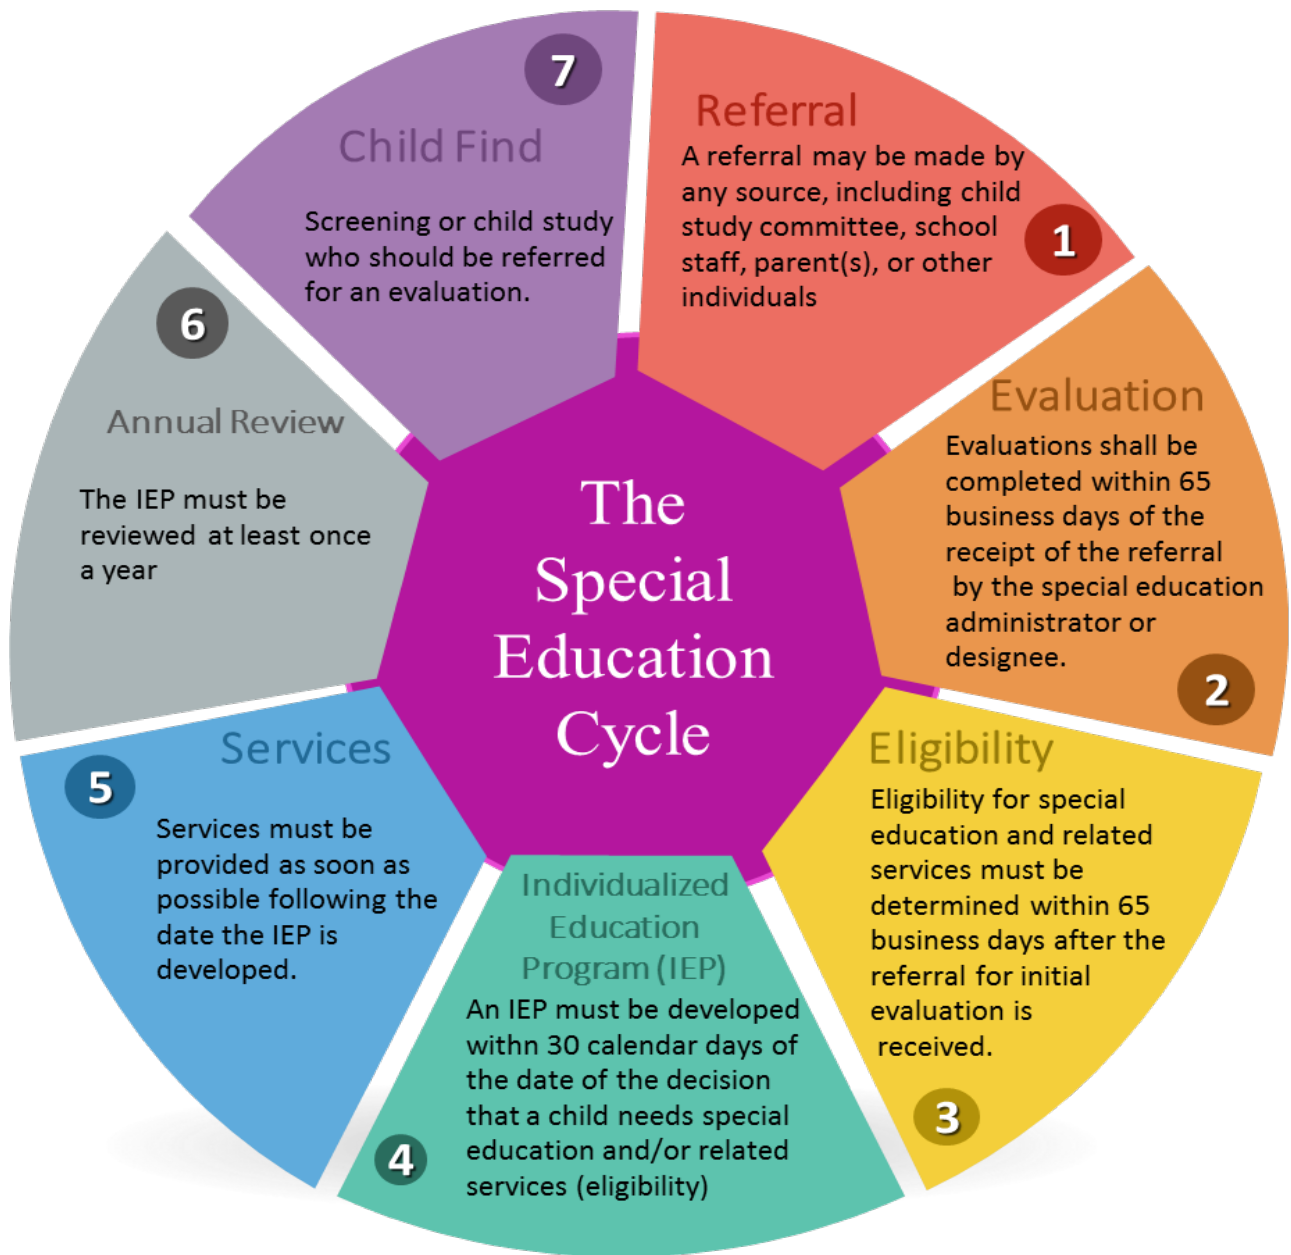 The
Special
Education
Cycle
Referral
A referral may be made by
any source, including child
study committee, school
staff, parent(s), or other
individuals
1
Evaluation
Evaluations shall be
completed within 65
business days of the
receipt of the referral
by the special education
administrator or
designee.
2
Eligibility
Eligibility for special
education and related
services must be
determined within 65
business days after the
referral for initial
evaluation is
received.
3
Individualized
Education
Program (IEP)
An IEP must be developed
withn 30 calendar days of
the date of the decision
that a child needs special
education and/or related
services (eligibility)
4
Services
5
Services must be
provided as soon as
possible following the
date the IEP is
developed.
6
Annual Review
The IEP must be
reviewed at least once
a year
7
Child Find
Screening or child study
who should be referred
for an evaluation.